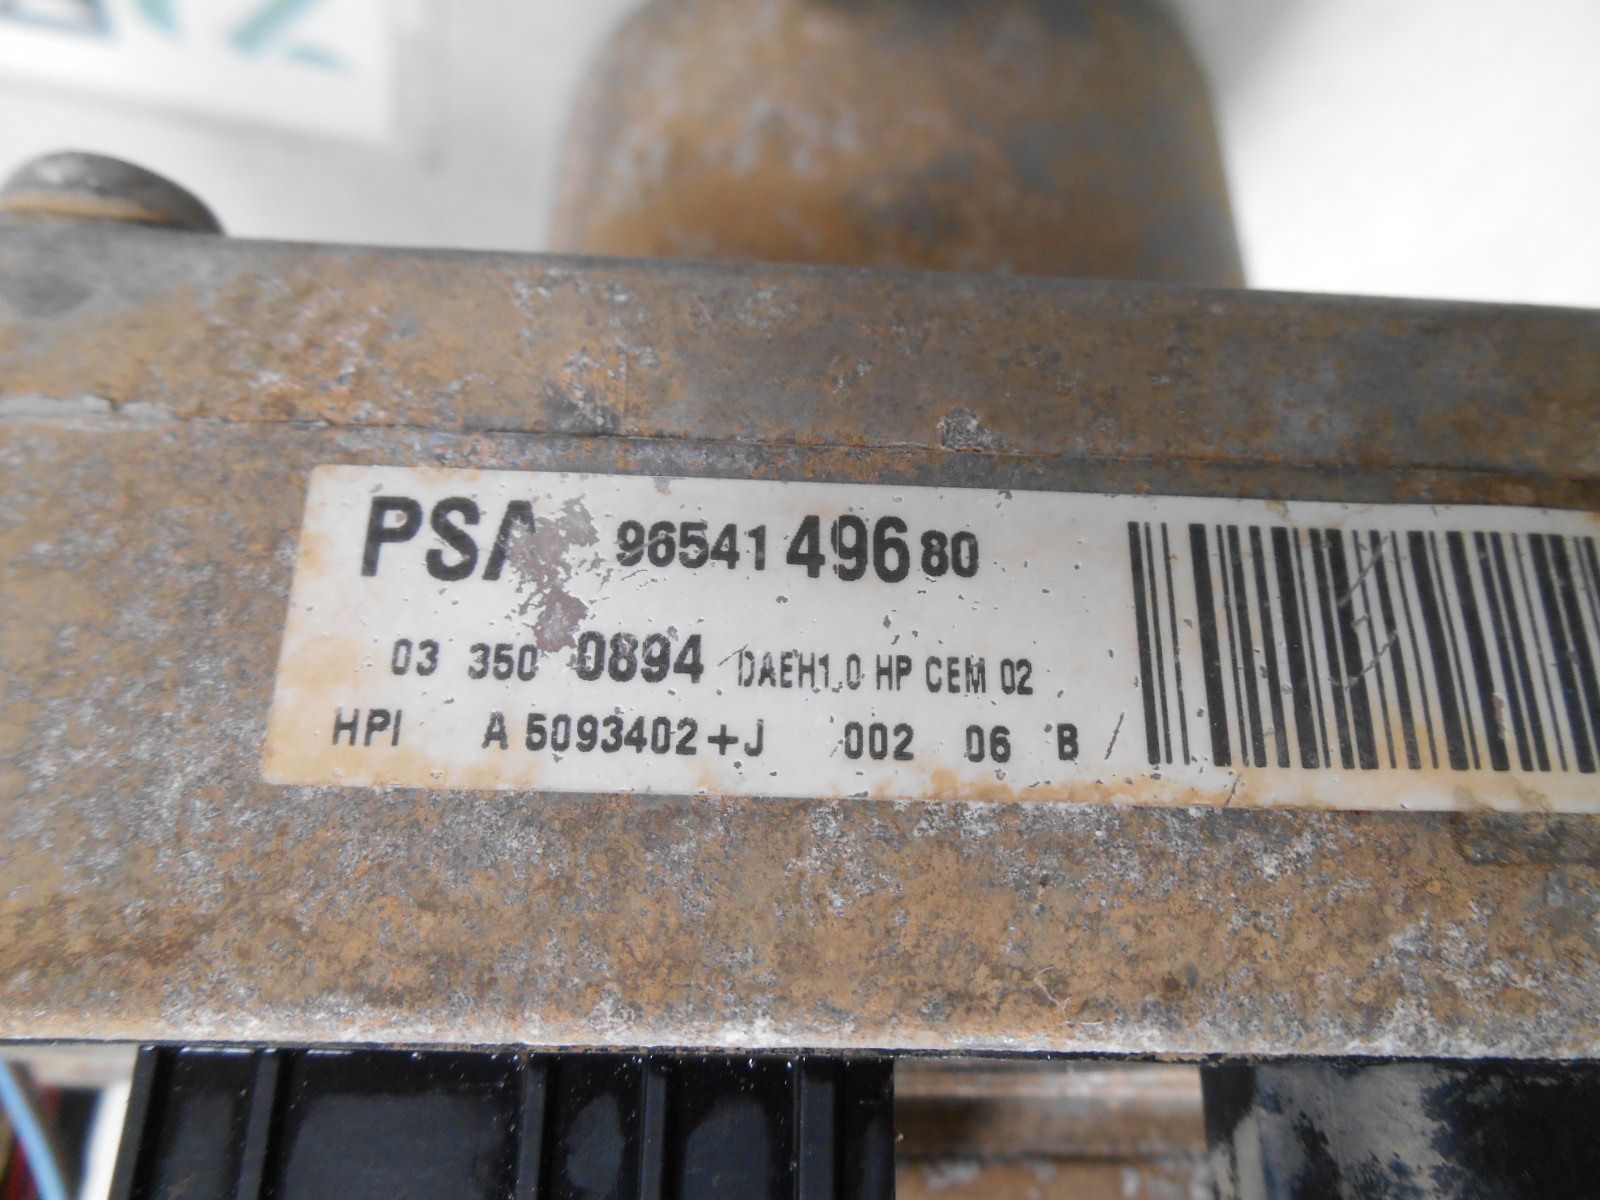 PSA 96541 496 80
03 350 0894 DAEH1.0 HP CEM 02
HPI A 5093402+J 002 06 B